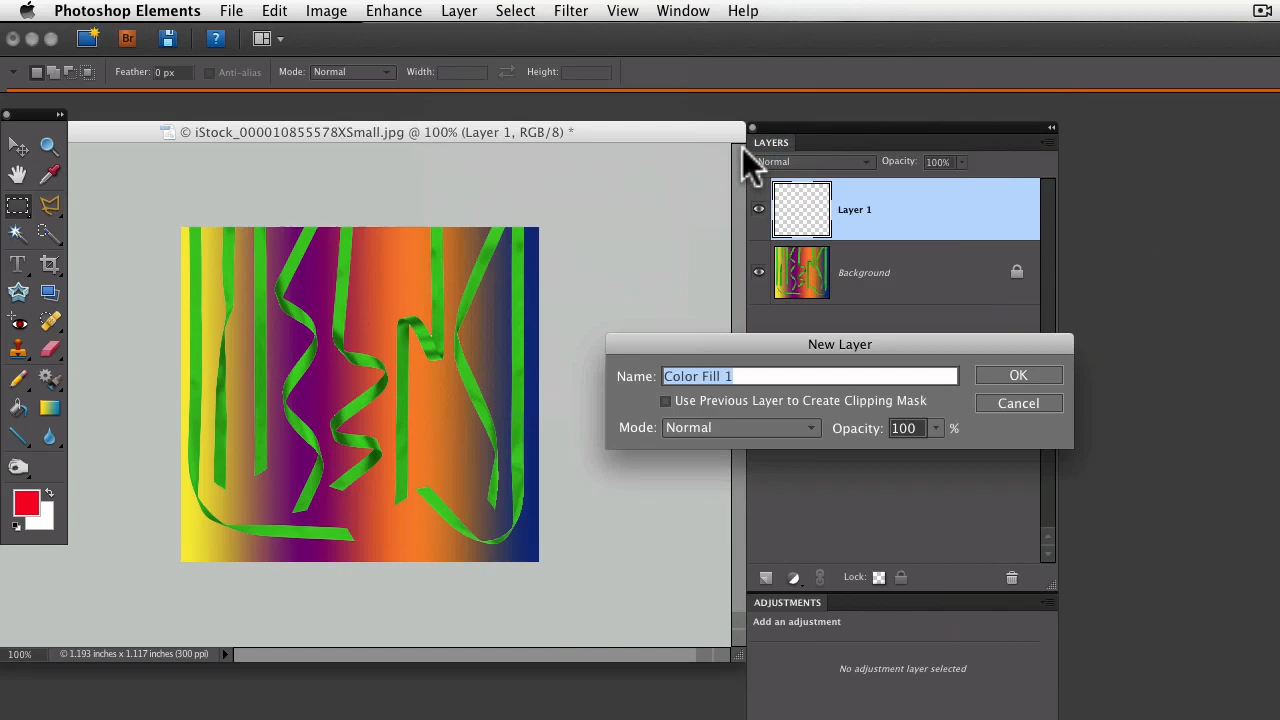 Photoshop Elements File Edit Image Enhance Layer Select Filter View Window Help
Br ?
Feather: 0 px Anti-alias Mode: Normal Width: Height:
© iStock_000010855578XSmall.jpg @ 100% (Layer 1, RGB/8) *
LAYERS
Normal Opacity: 100%
Layer 1
Background
New Layer
Name: Color Fill 1 OK
Use Previous Layer to Create Clipping Mask
Cancel
Mode: Normal Opacity: 100 %
Lock:
ADJUSTMENTS
Add an adjustment
100% © 1.193 inches x 1.117 inches (300 ppi)
No adjustment layer selected